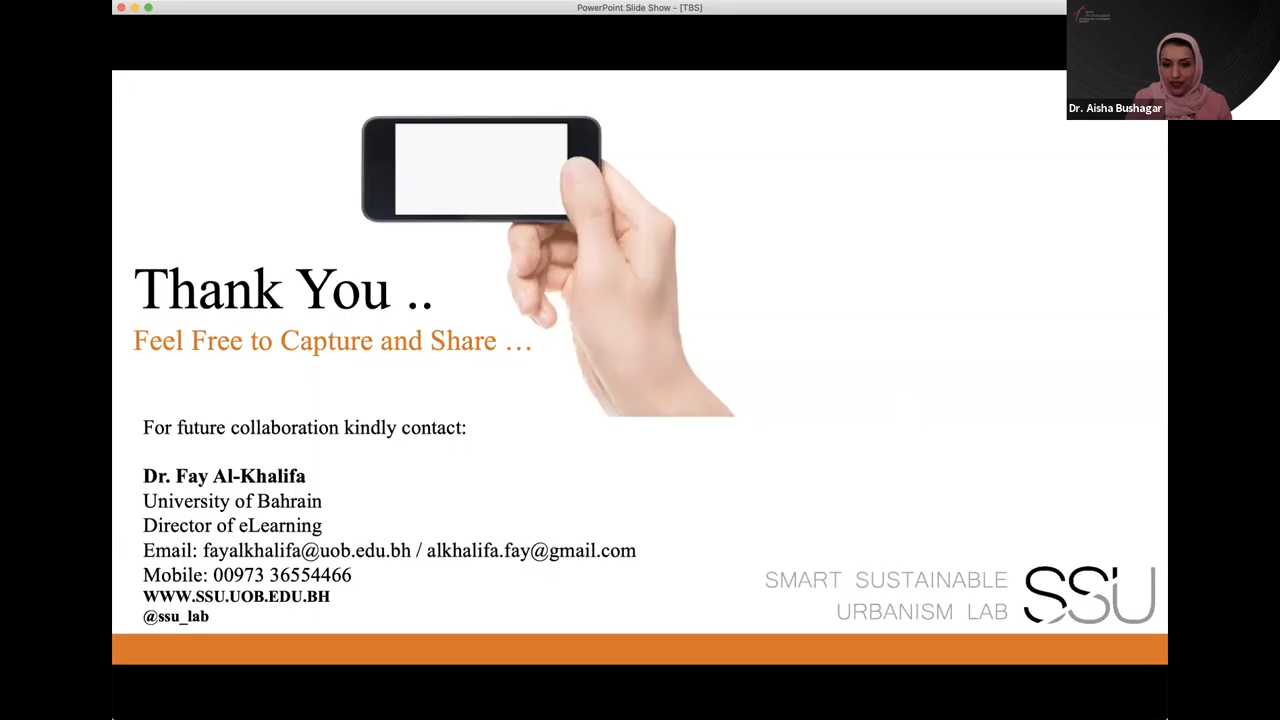 PowerPoint Slide Show - [TBS]
Dr. Aisha Bushagar
Thank You ..
Feel Free to Capture and Share …
For future collaboration kindly contact:
Dr. Fay Al-Khalifa
University of Bahrain
Director of eLearning
Email: fayalkhalifa@uob.edu.bh / alkhalifa.fay@gmail.com
Mobile: 00973 36554466
WWW.SSU.UOB.EDU.BH
@ssu_lab
SMART SUSTAINABLE
URBANISM LAB
SSU